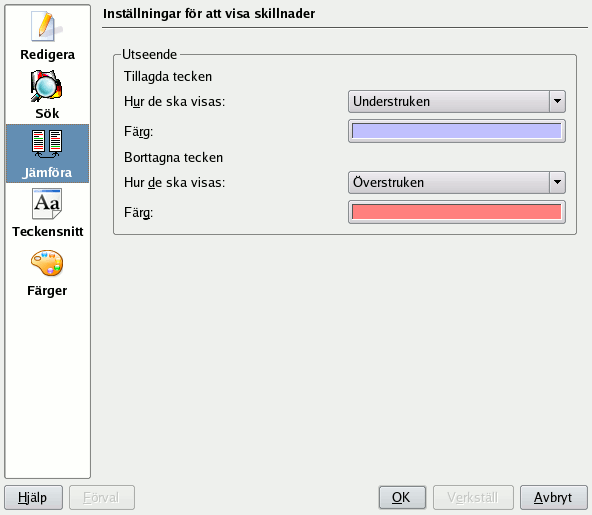 Inställningar för att visa skillnader
Redigera
Sök
Jämföra
Teckensnitt
Färger
Utseende
Tillagda tecken
Hur de ska visas: Understruken
Färg:
Borttagna tecken
Hur de ska visas: Överstruken
Färg:
Hjälp Förval OK Verkställ Avbryt